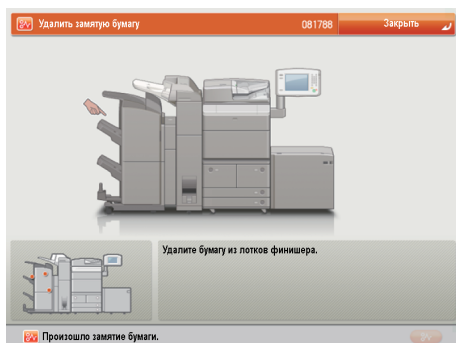 Удалить замятую бумагу
081788
Закрыть
Удалите бумагу из лотков финишера.
Произошло замятие бумаги.